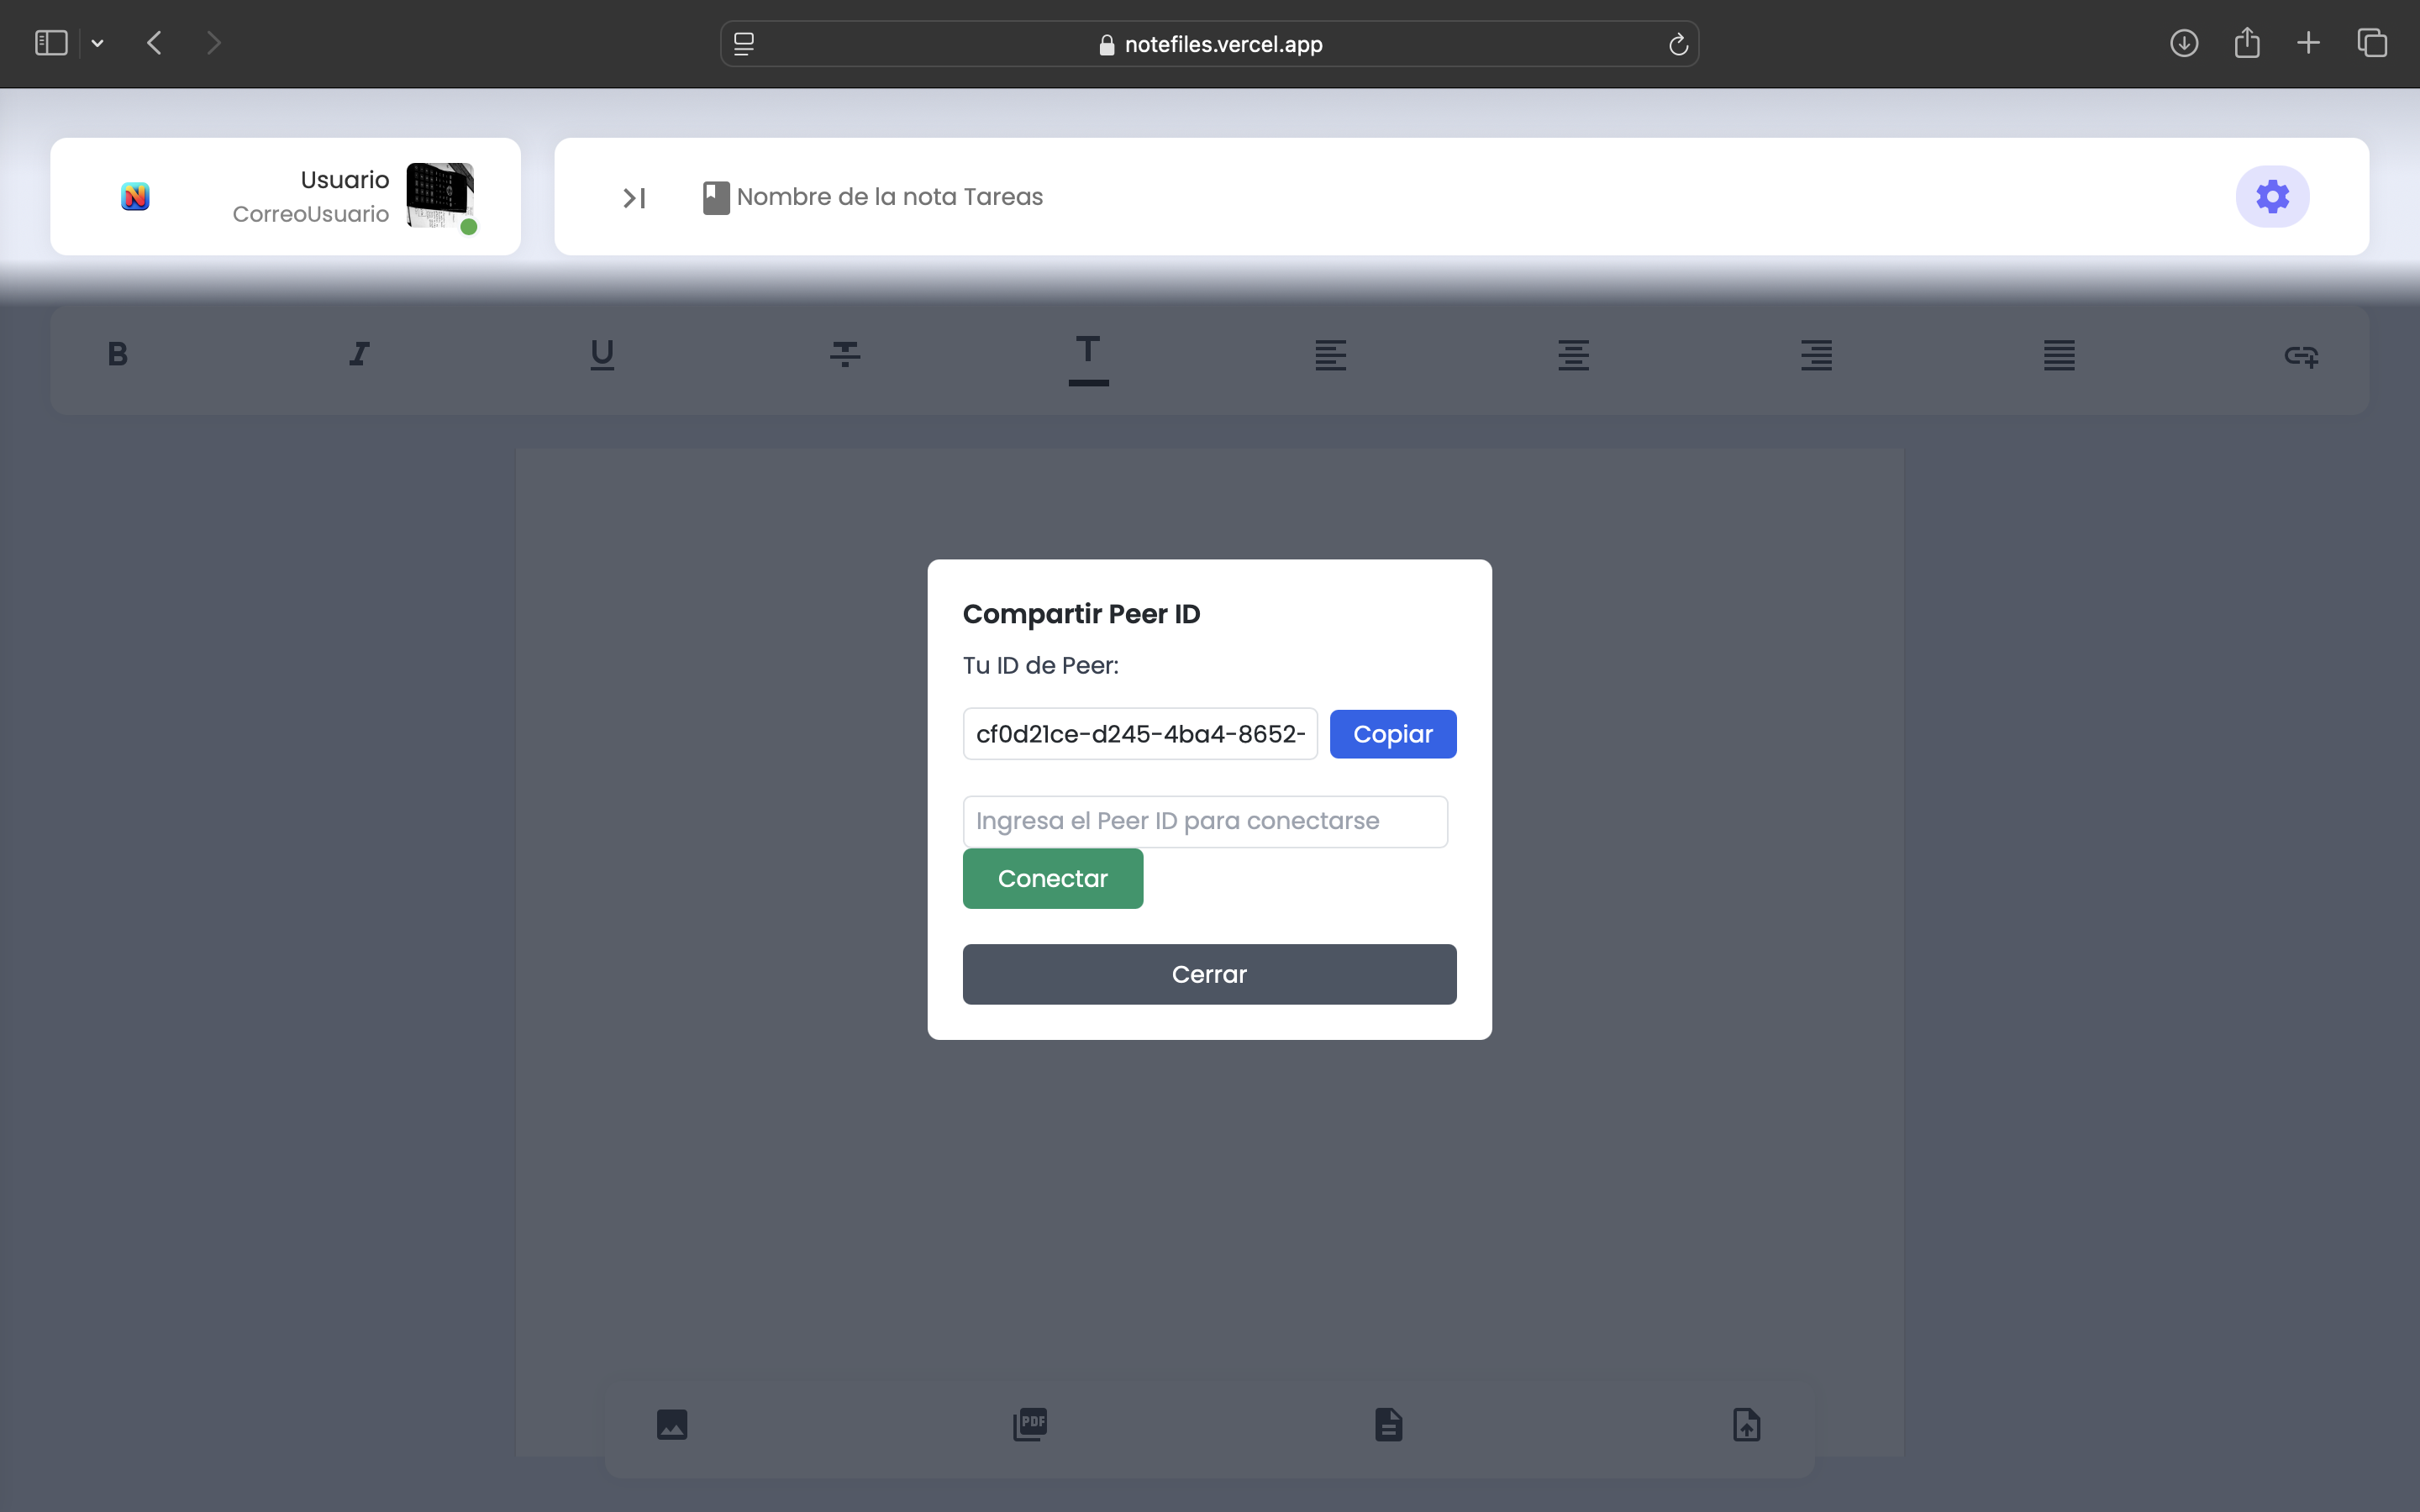 notefiles.vercel.app
Usuario
CorreoUsuario
Nombre de la nota Tareas
B I U T T
Compartir Peer ID
Tu ID de Peer:
cf0d21ce-d245-4ba4-8652-
Copiar
Ingresa el Peer ID para conectarse
Conectar
Cerrar
PDF